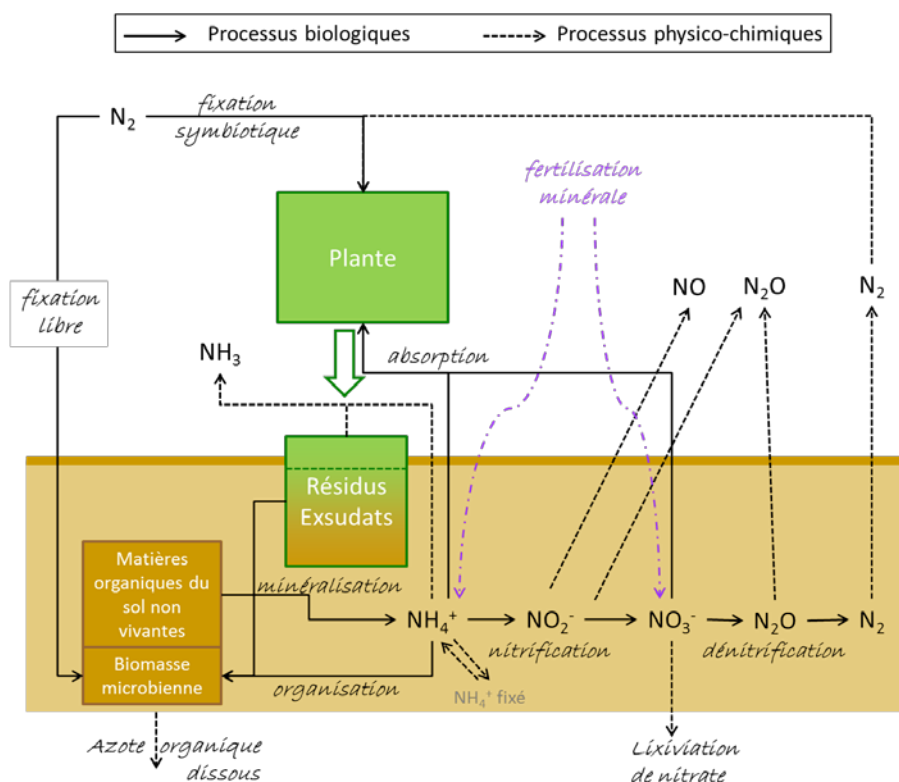 Processus biologiques
Processus physico-chimiques
N₂
fixation
symbiotique
fertilisation
minérale
Plante
fixation
libre
NO
N₂O
N₂
NH₃
absorption
Résidus
Exsudats
Matières
organiques du
sol non
vivantes
minéralisation
NH₄⁺
NO₂⁻
NO₃⁻
N₂O
N₂
nitrification
dénitrification
Biomasse
microbienne
organisation
NH₄⁺ fixé
Azote organique
dissous
Lixiviation
de nitrate